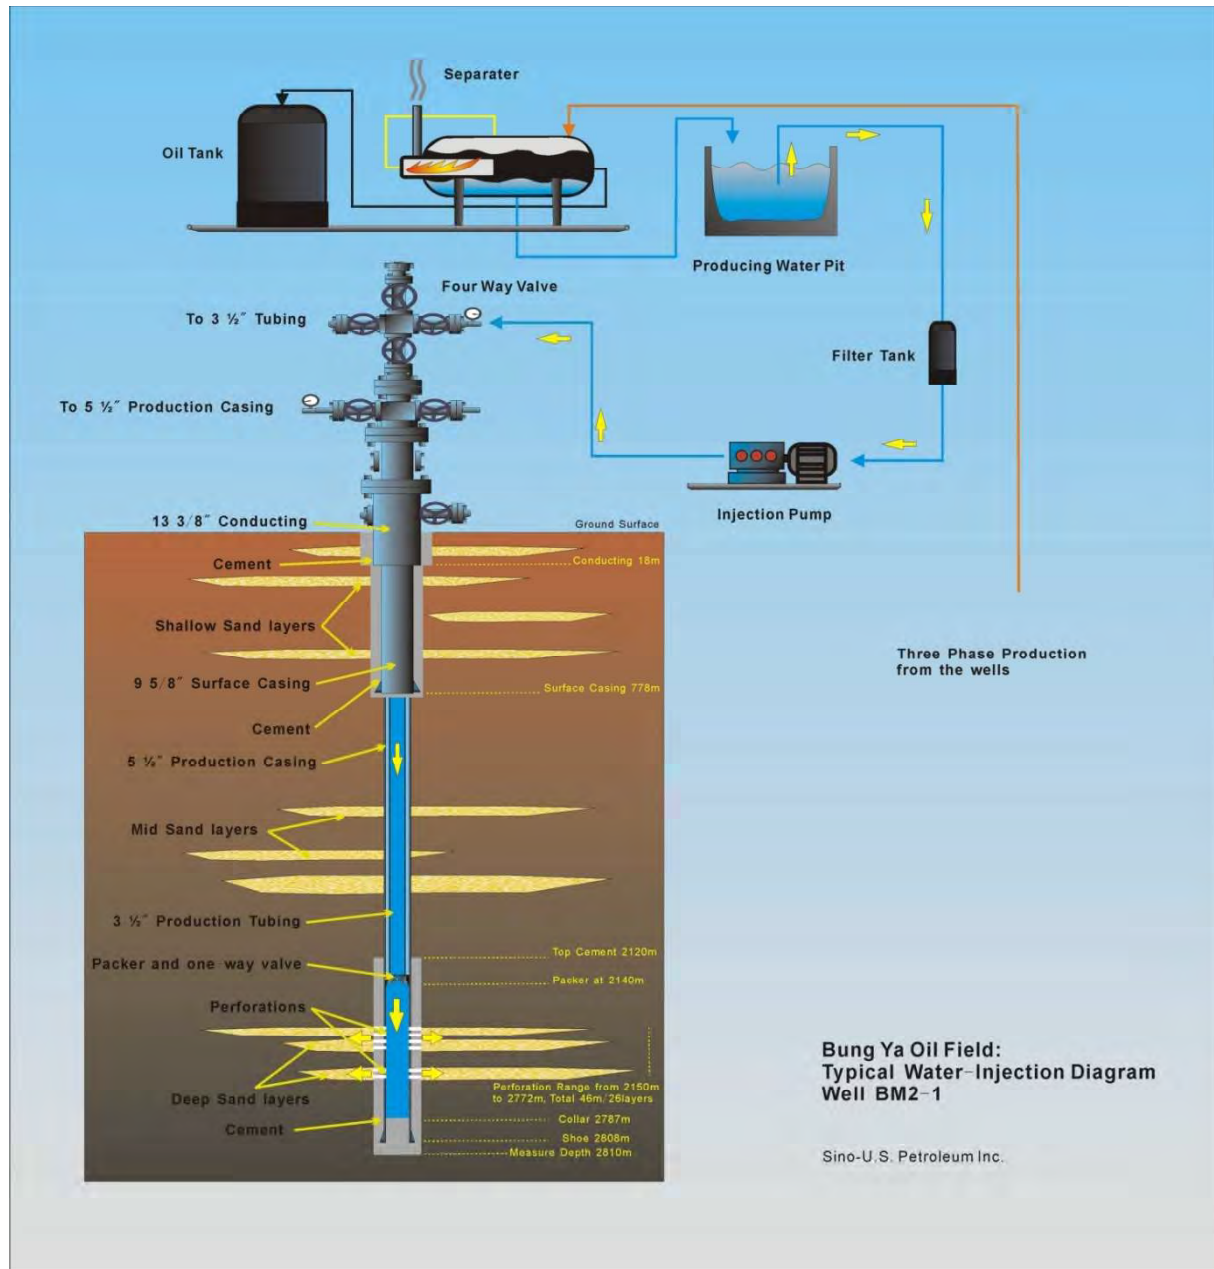 Separater
Oil Tank
Producing Water Pit
Four Way Valve
To 3 ½″ Tubing
Filter Tank
To 5 ½″ Production Casing
Injection Pump
13 3/8″ Conducting
Ground Surface
Cement
Conducting 18m
Shallow Sand layers
Three Phase Production
from the wells
9 5/8″ Surface Casing
Surface Casing 778m
Cement
5 ½″ Production Casing
Mid Sand layers
3 ½″ Production Tubing
Top Cement 2120m
Packer and one-way valve
Packer at 2140m
Perforations
Bung Ya Oil Field:
Typical Water-Injection Diagram
Well BM2-1
Perforation Range from 2150m
to 2772m, Total 46m/26layers
Deep Sand layers
Collar 2787m
Cement
Shoe 2808m
Measure Depth 2810m
Sino-U.S. Petroleum Inc.